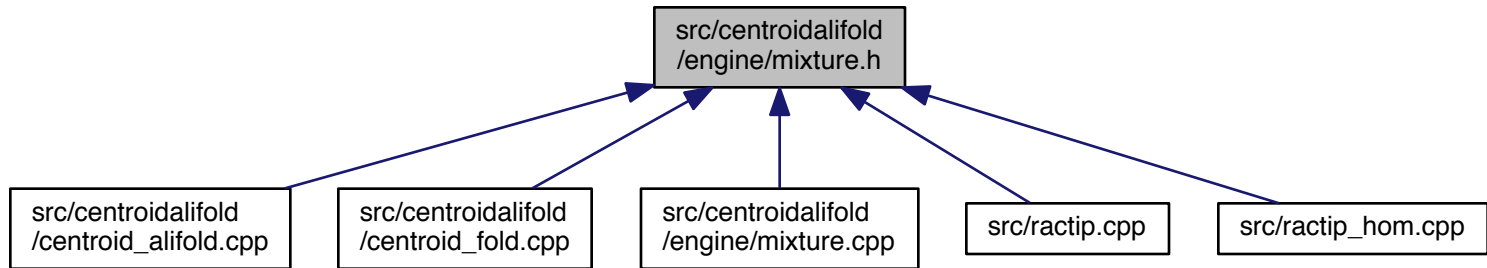 src/centroidalifold
/engine/mixture.h
src/centroidalifold
/centroid_alifold.cpp
src/centroidalifold
/centroid_fold.cpp
src/centroidalifold
/engine/mixture.cpp
src/ractip.cpp
src/ractip_hom.cpp